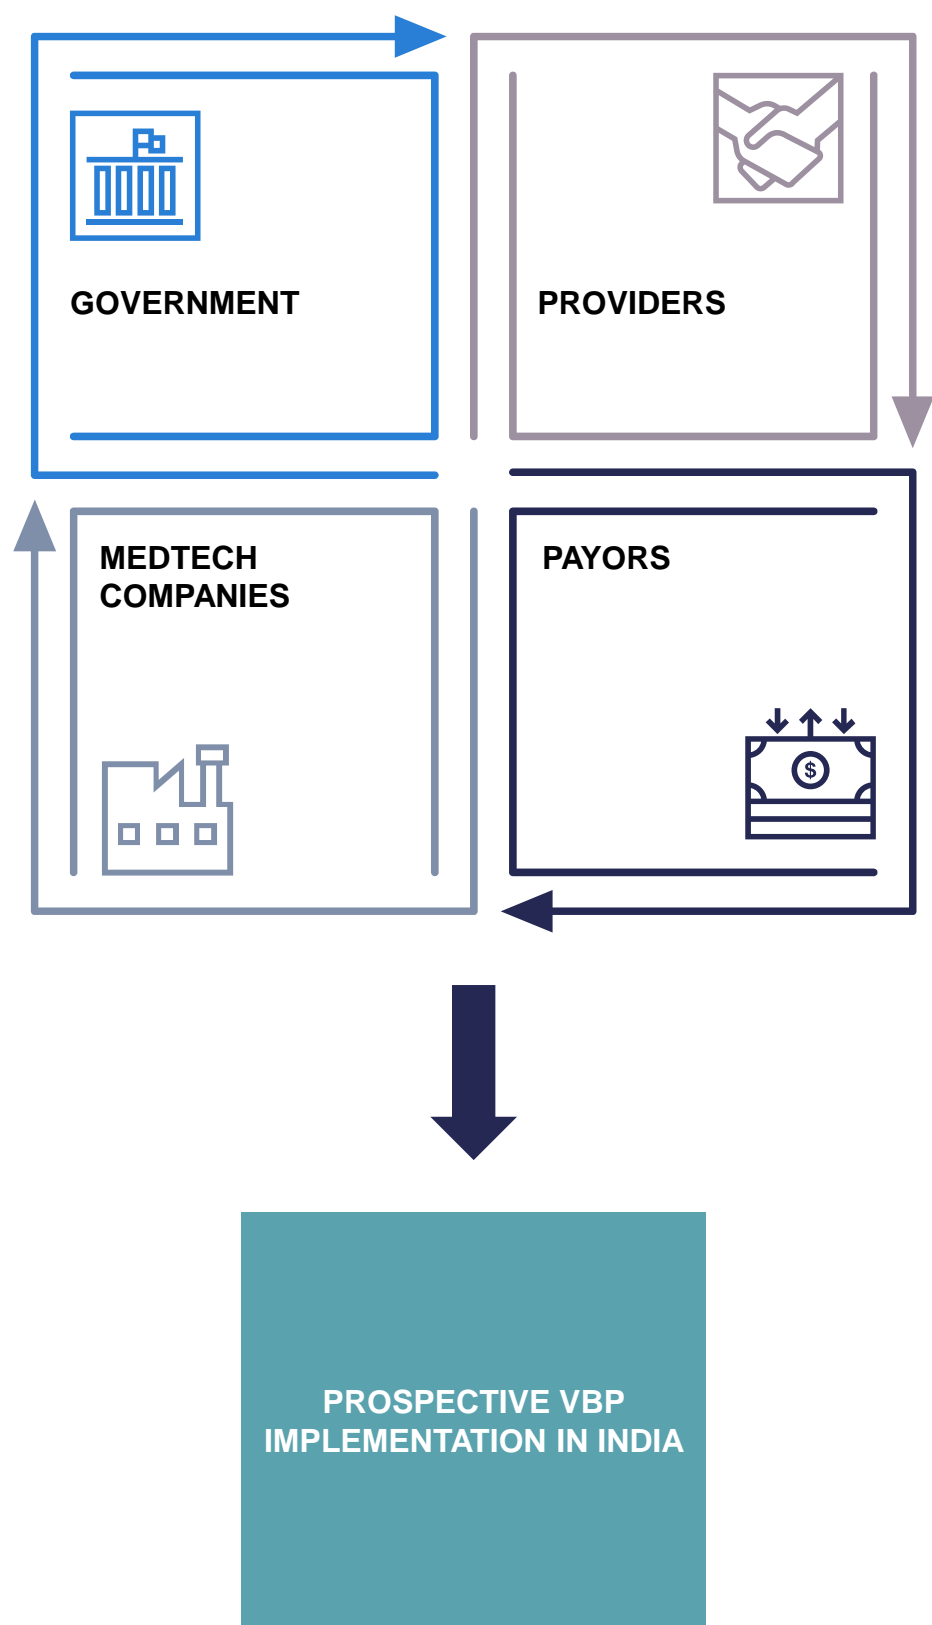 GOVERNMENT
PROVIDERS
MEDTECH
COMPANIES
PAYORS
$
PROSPECTIVE VBP
IMPLEMENTATION IN INDIA